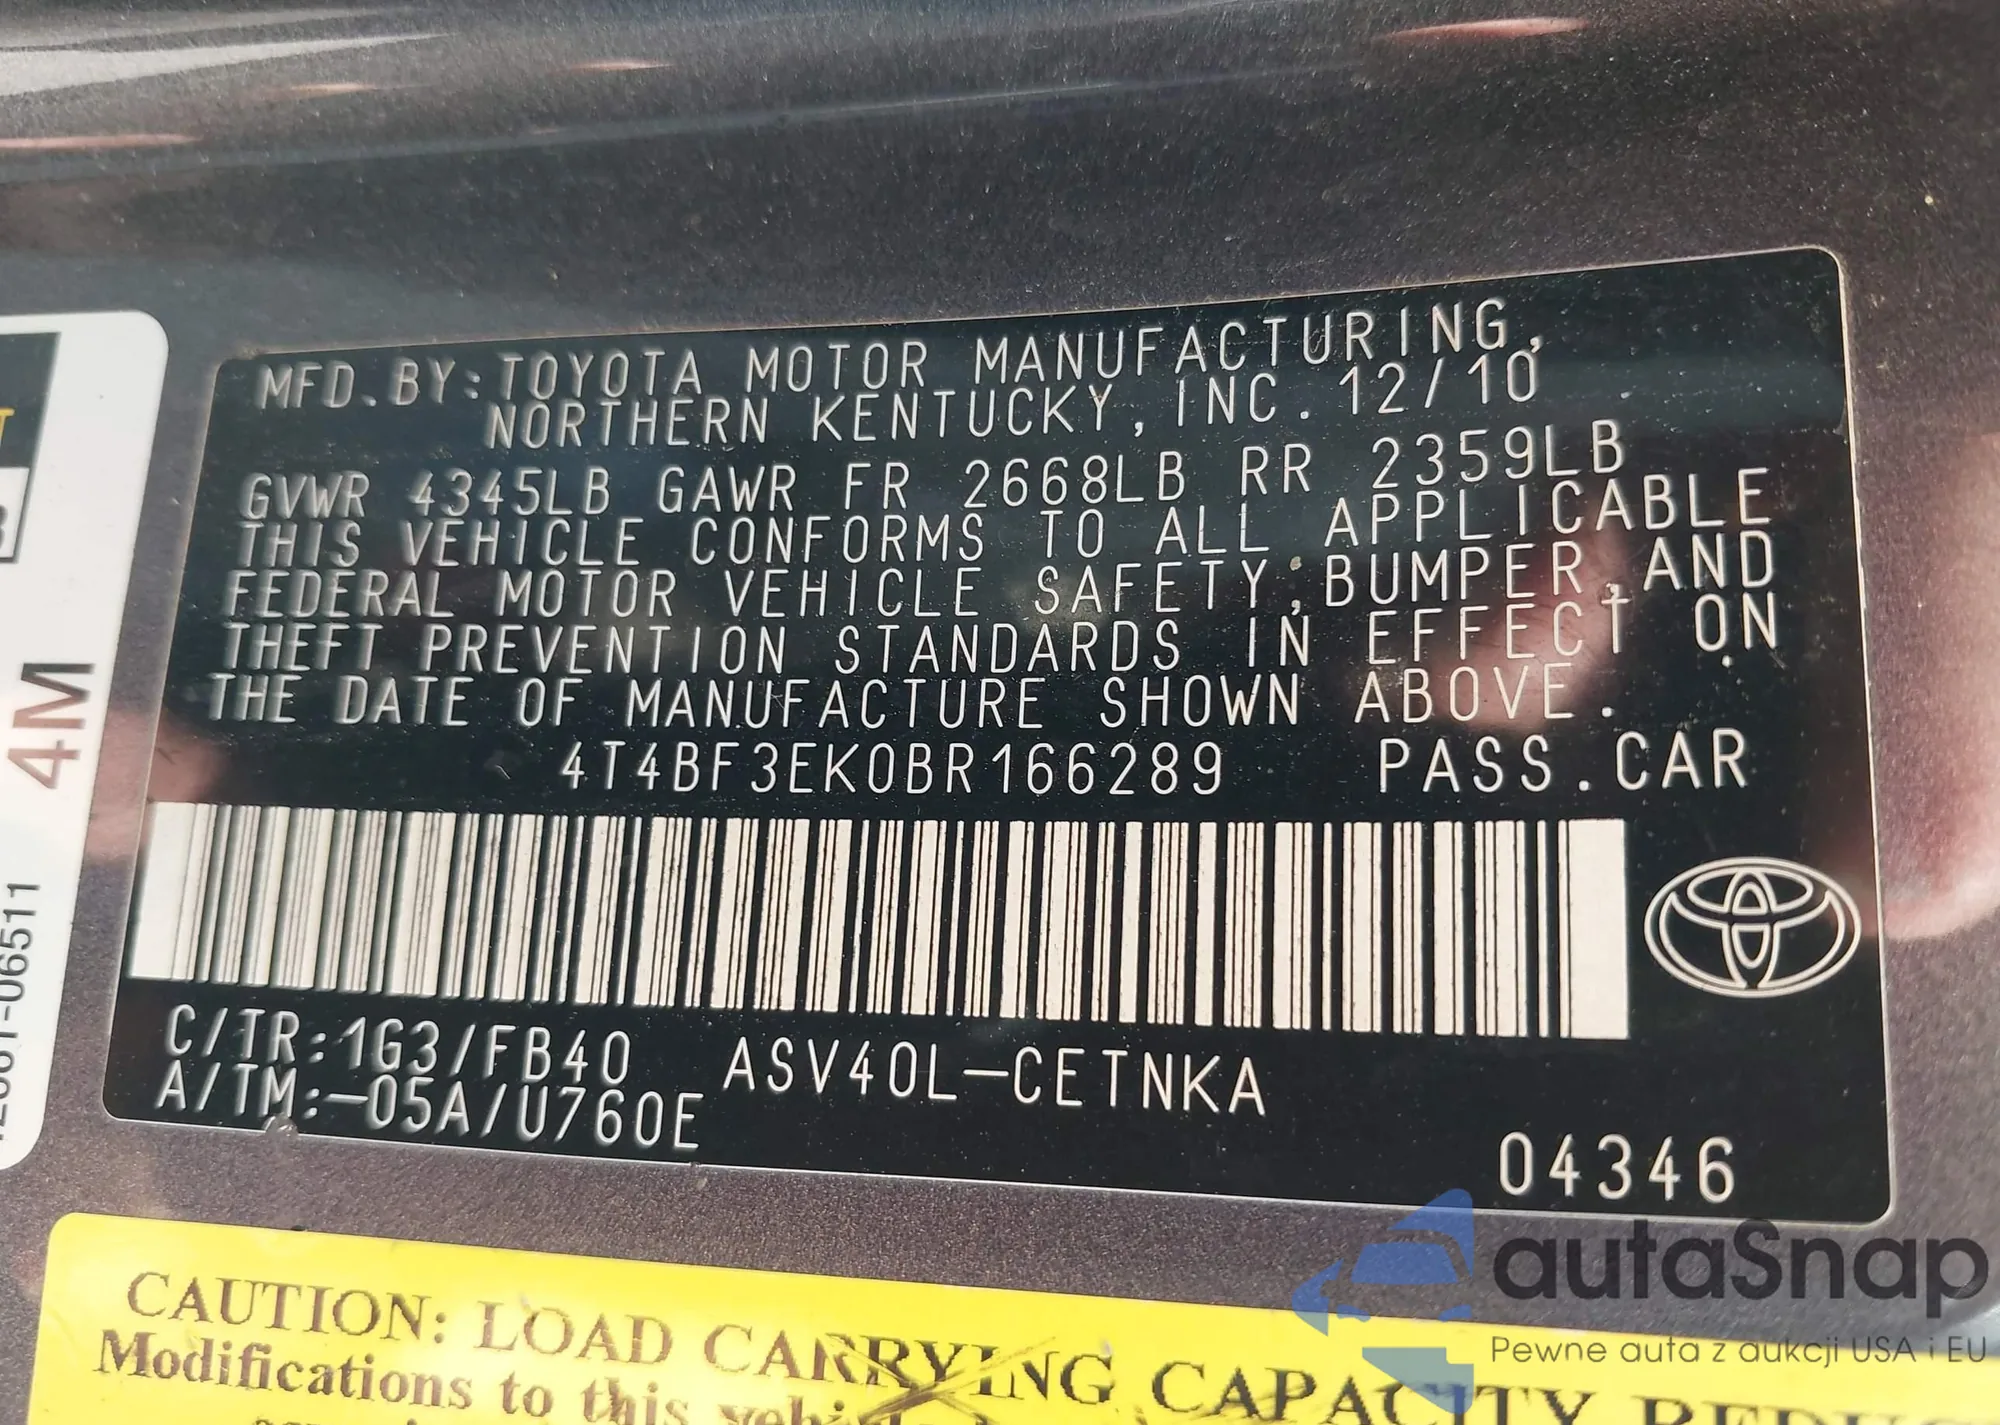 MFD. BY: TOYOTA MOTOR MANUFACTURING,
NORTHERN KENTUCKY, INC. 12/10
GVWR 4345LB GAWR FR 2668LB RR 2359LB
THIS VEHICLE CONFORMS TO ALL APPLICABLE
FEDERAL MOTOR VEHICLE SAFETY, BUMPER, AND
THEFT PREVENTION STANDARDS IN EFFECT ON
THE DATE OF MANUFACTURE SHOWN ABOVE.
4T4BF3EK0BR166289 PASS. CAR
C/TR: 1G3/FB40 ASV40L-CETNKA
A/TM: -05A/U760E
04346
4M
-06511
CAUTION: LOAD CARRYING CAPACITY
Modifications to this
autaSnap
Pewne auta z aukcji USA i EU